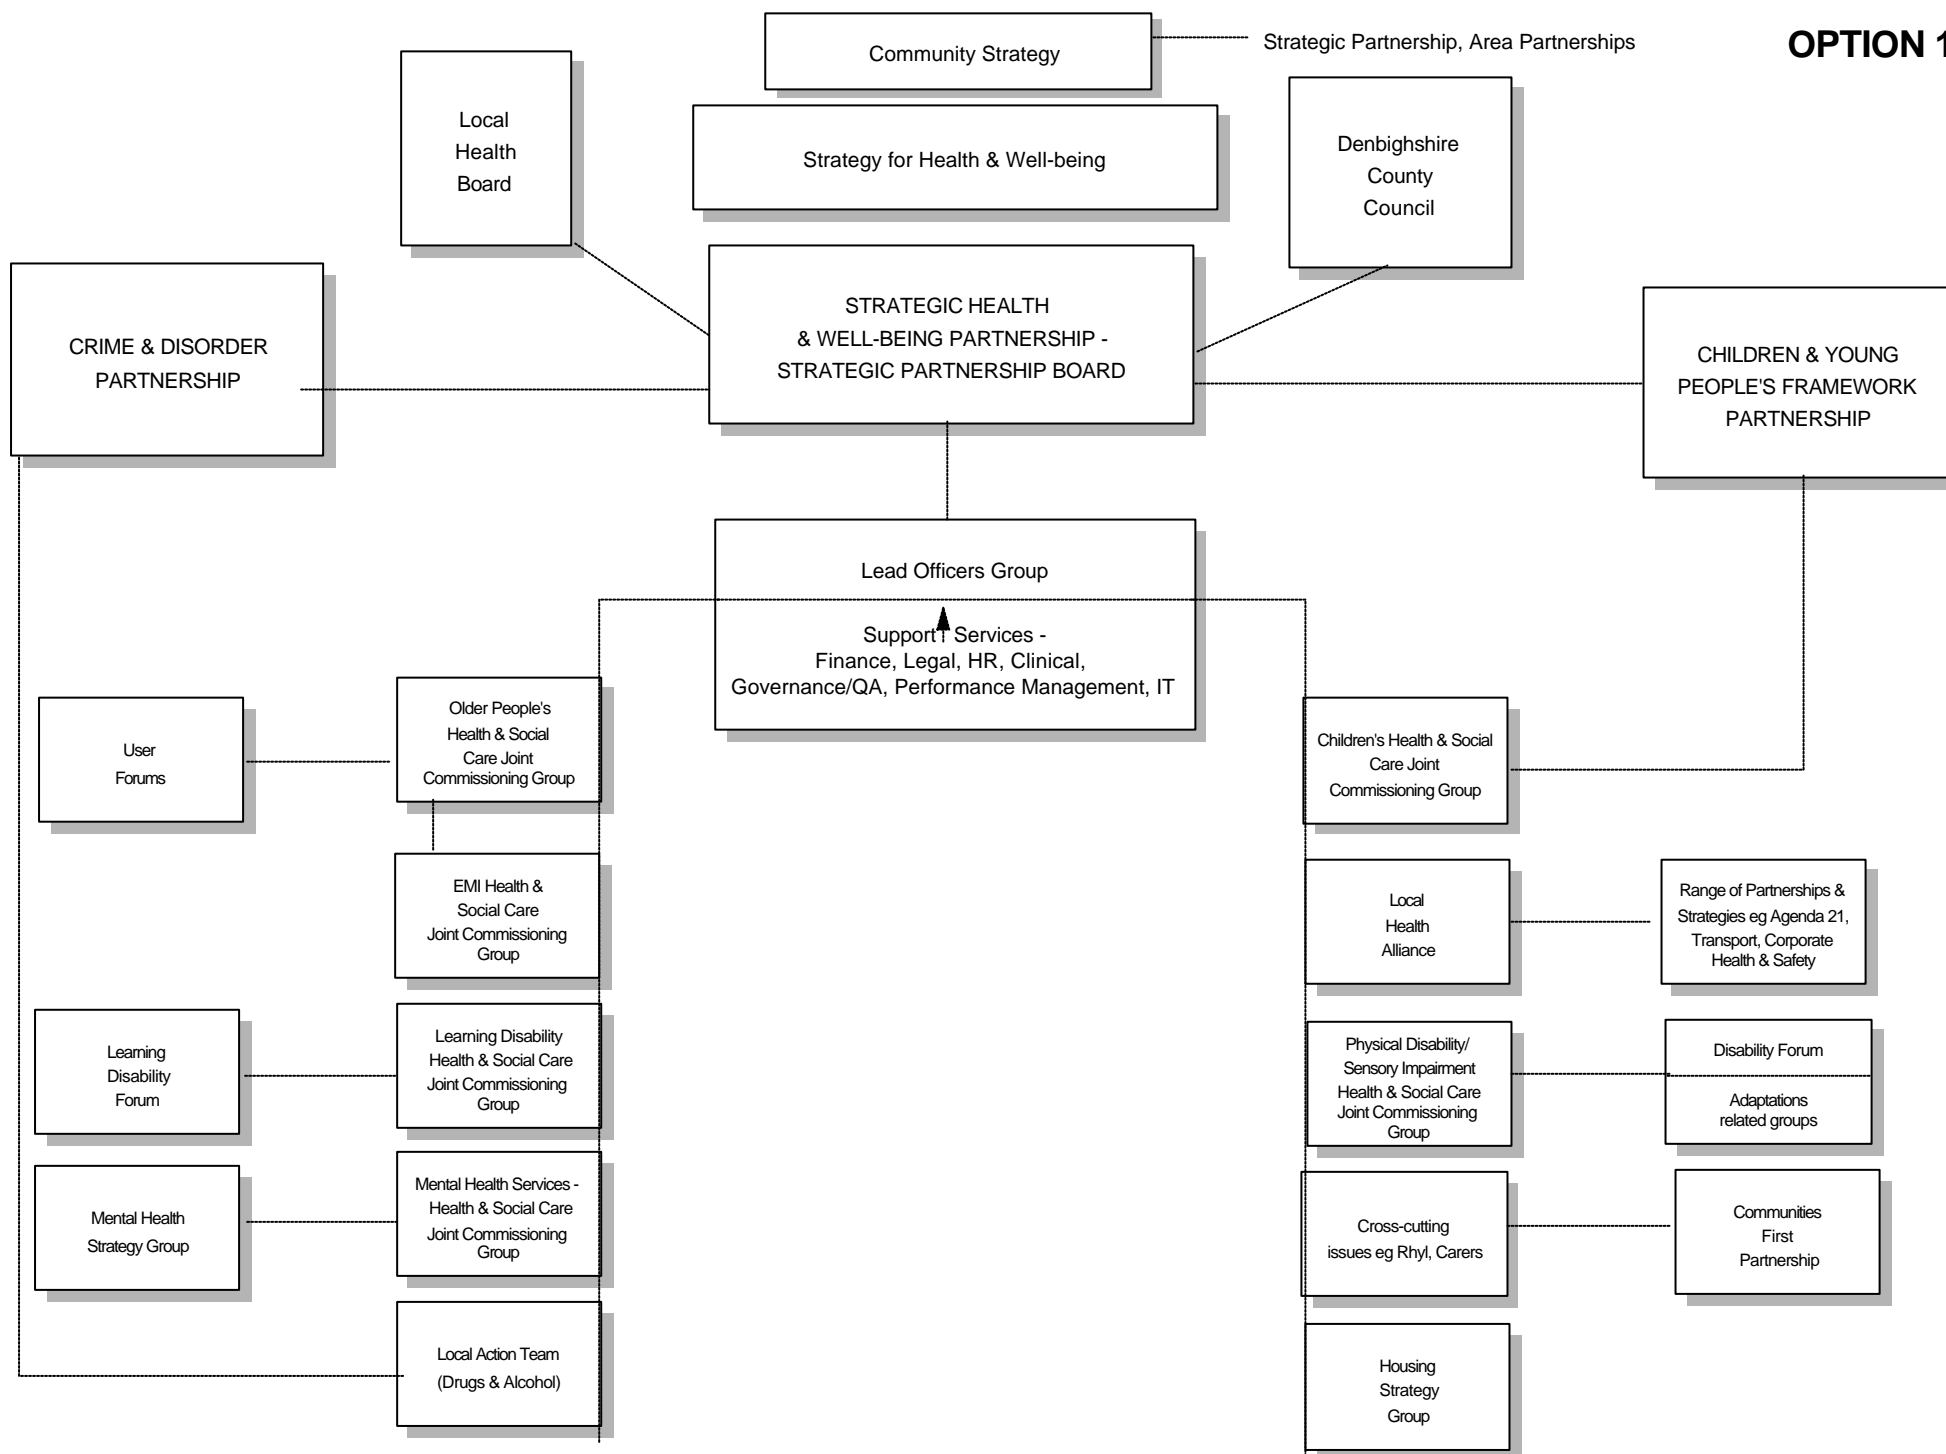 OPTION 1
Community Strategy
Strategic Partnership, Area Partnerships
Local
Health
Board
Strategy for Health & Well-being
Denbighshire
County
Council
CRIME & DISORDER
PARTNERSHIP
STRATEGIC HEALTH
& WELL-BEING PARTNERSHIP -
STRATEGIC PARTNERSHIP BOARD
CHILDREN & YOUNG
PEOPLE'S FRAMEWORK
PARTNERSHIP
Lead Officers Group
Support Services -
Finance, Legal, HR, Clinical,
Governance/QA, Performance Management, IT
User
Forums
Older People's
Health & Social
Care Joint
Commissioning Group
EMI Health &
Social Care
Joint Commissioning
Group
Learning
Disability
Forum
Learning Disability
Health & Social Care
Joint Commissioning
Group
Mental Health
Strategy Group
Mental Health Services -
Health & Social Care
Joint Commissioning
Group
Local Action Team
(Drugs & Alcohol)
Children's Health & Social
Care Joint
Commissioning Group
Local
Health
Alliance
Range of Partnerships &
Strategies eg Agenda 21,
Transport, Corporate
Health & Safety
Physical Disability/
Sensory Impairment
Health & Social Care
Joint Commissioning
Group
Disability Forum
Adaptations
related groups
Cross-cutting
issues eg Rhyl, Carers
Communities
First
Partnership
Housing
Strategy
Group